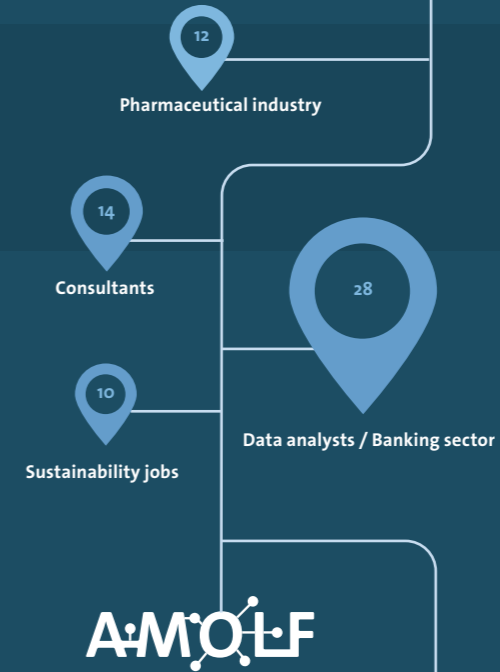 12
Pharmaceutical industry
14
Consultants
28
Data analysts / Banking sector
10
Sustainability jobs
AMOLF